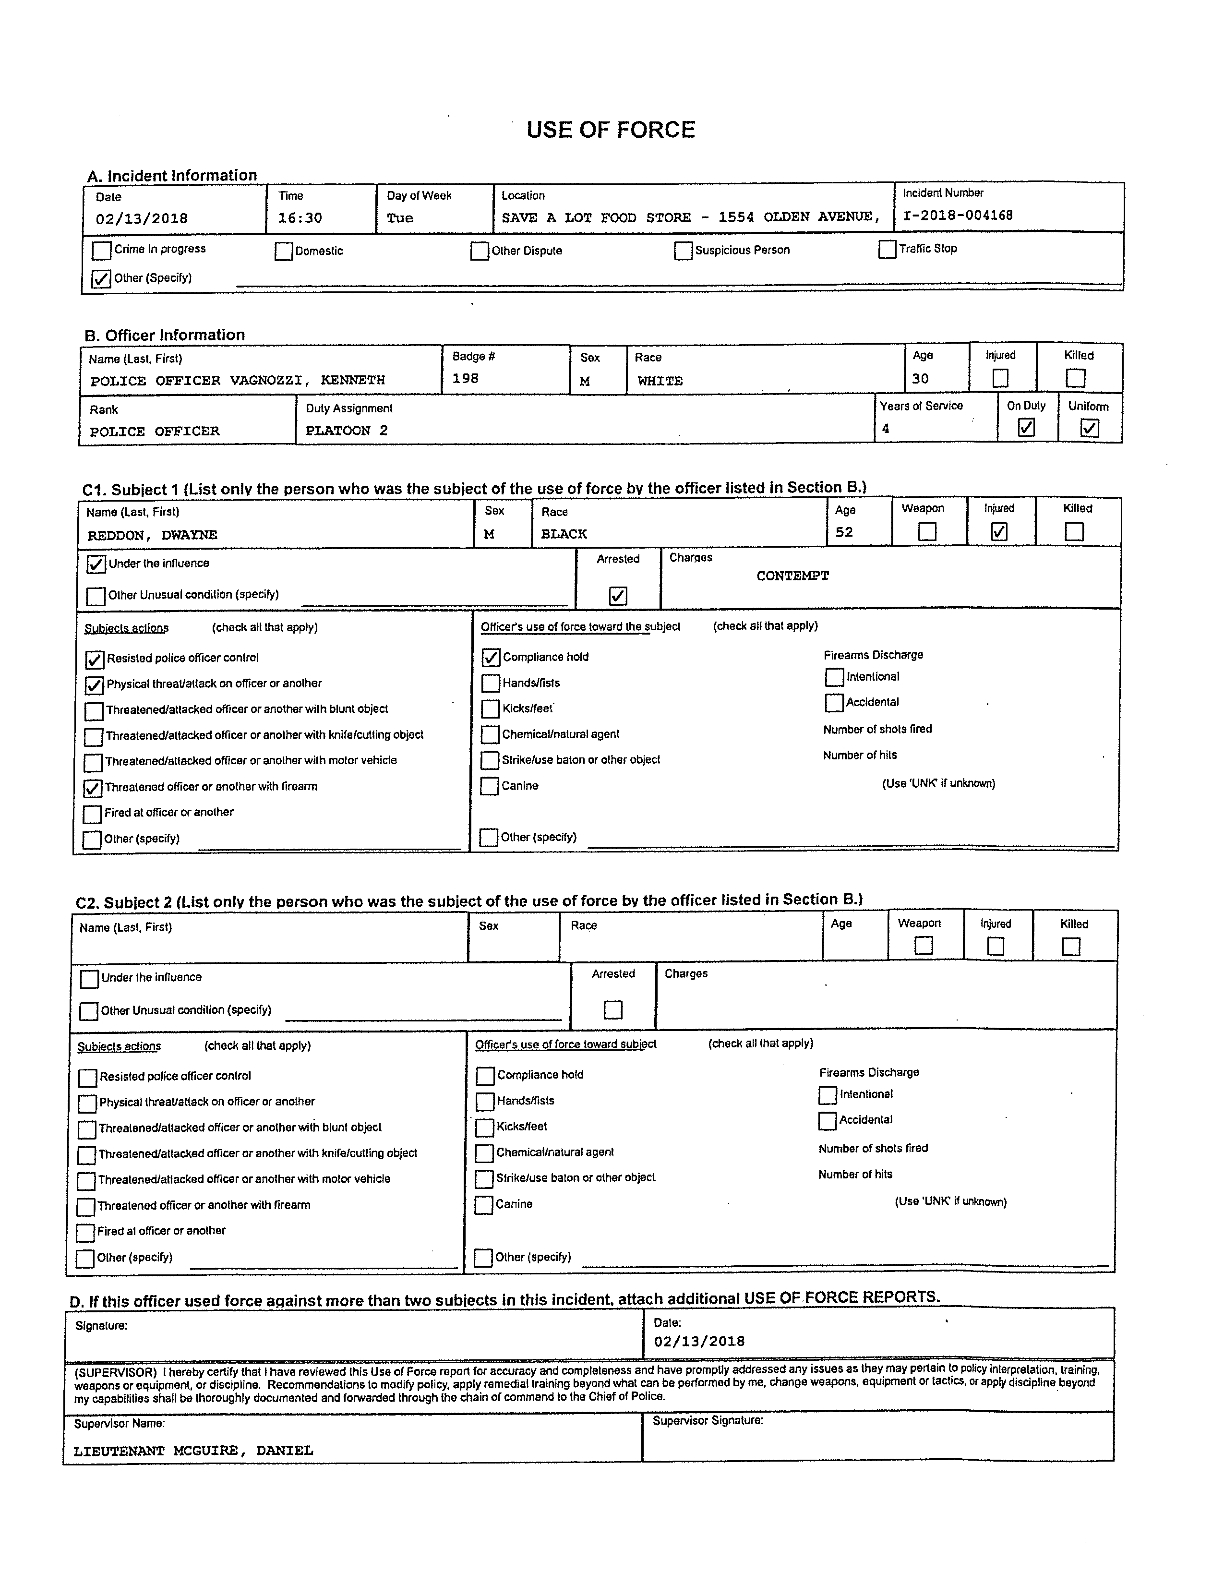 USE OF FORCE
A. Incident Information
Date Time Day of Week Location Incident Number
02/13/2018 16:30 Tue SAVE A LOT FOOD STORE - 1554 OLDEN AVENUE, I-2018-004168
Crime In progress Domestic Other Dispute Suspicious Person Traffic Stop
Other (Specify)
B. Officer Information
Name (Last, First) Badge # Sex Race Age Injured Killed
POLICE OFFICER VAGNOZZI, KENNETH 198 M WHITE 30
Rank Duty Assignment Years of Service On Duty Uniform
POLICE OFFICER PLATOON 2 4
C1. Subject 1 (List only the person who was the subject of the use of force by the officer listed in Section B.)
Name (Last, First) Sex Race Age Weapon Injured Killed
REDDON, DWAYNE M BLACK 52
Under the influence Arrested Charges
CONTEMPT
Other Unusual condition (specify)
Subjects actions (check all that apply) Officer's use of force toward the subject (check all that apply)
Resisted police officer control Compliance hold Firearms Discharge
Physical threat/attack on officer or another Hands/fists Intentional
Threatened/attacked officer or another with blunt object Kicks/feet Accidental
Threatened/attacked officer or another with knife/cutting object Chemical/natural agent Number of shots fired
Threatened/attacked officer or another with motor vehicle Strike/use baton or other object Number of hits
Threatened officer or another with firearm Canine (Use 'UNK' if unknown)
Fired at officer or another
Other (specify) Other (specify)
C2. Subject 2 (List only the person who was the subject of the use of force by the officer listed in Section B.)
Name (Last, First) Sex Race Age Weapon Injured Killed
Under the influence Arrested Charges
Other Unusual condition (specify)
Subjects actions (check all that apply) Officer's use of force toward subject (check all that apply)
Resisted police officer control Compliance hold Firearms Discharge
Physical threat/attack on officer or another Hands/fists Intentional
Threatened/attacked officer or another with blunt object Kicks/feet Accidental
Threatened/attacked officer or another with knife/cutting object Chemical/natural agent Number of shots fired
Threatened/attacked officer or another with motor vehicle Strike/use baton or other object Number of hits
Threatened officer or another with firearm Canine (Use 'UNK' if unknown)
Fired at officer or another
Other (specify) Other (specify)
D. If this officer used force against more than two subjects in this incident, attach additional USE OF FORCE REPORTS.
Signature: Date:
02/13/2018
(SUPERVISOR) I hereby certify that I have reviewed this Use of Force report for accuracy and completeness and have promptly addressed any issues as they may pertain to policy interpretation, training,
weapons or equipment, or discipline. Recommendations to modify policy, apply remedial training beyond what can be performed by me, change weapons, equipment or tactics, or apply discipline beyond
my capabilities shall be thoroughly documented and forwarded through the chain of command to the Chief of Police.
Supervisor Name: Supervisor Signature:
LIEUTENANT MCGUIRE, DANIEL